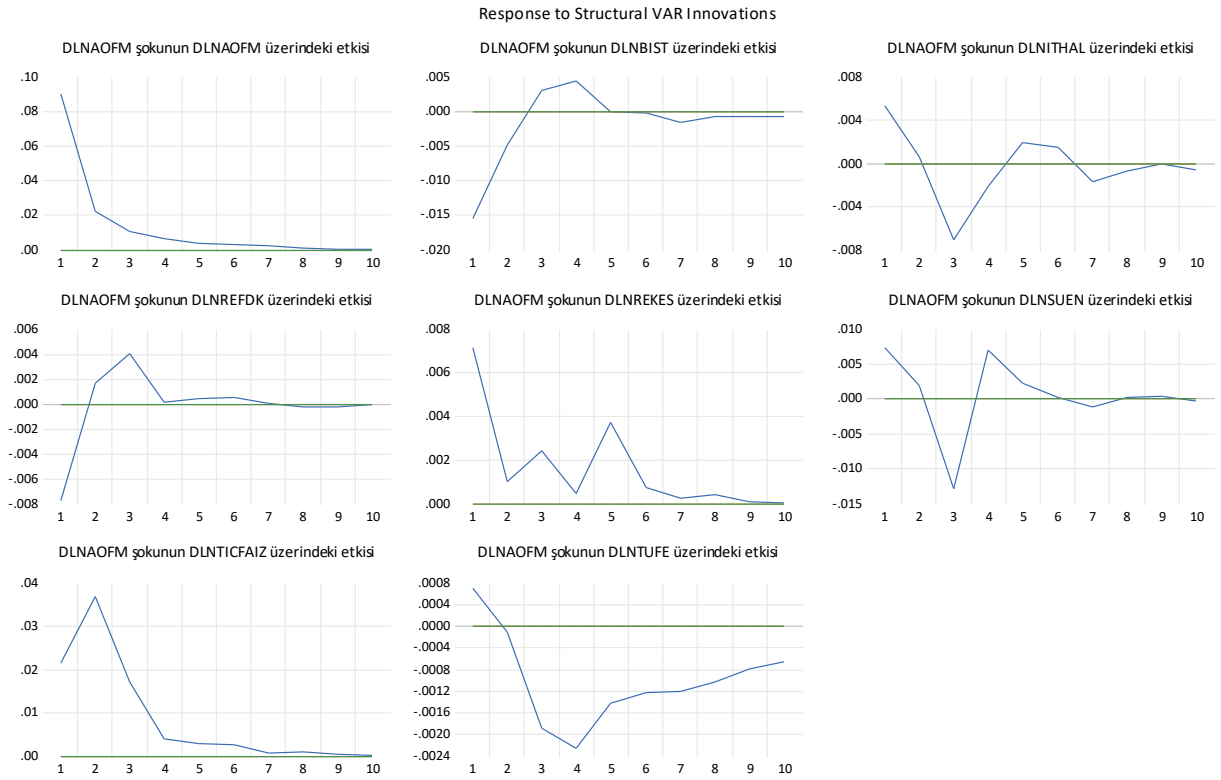 Response to Structural VAR Innovations
DLNAOFM şokunun DLNAOFM üzerindeki etkisi
.10
.08
.06
.04
.02
.00
1 2 3 4 5 6 7 8 9 10
DLNAOFM şokunun DLNBIST üzerindeki etkisi
.005
.000
-.005
-.010
-.015
-.020
1 2 3 4 5 6 7 8 9 10
DLNAOFM şokunun DLNITHAL üzerindeki etkisi
.008
.004
.000
-.004
-.008
1 2 3 4 5 6 7 8 9 10
DLNAOFM şokunun DLNREFDK üzerindeki etkisi
.006
.004
.002
.000
-.002
-.004
-.006
-.008
1 2 3 4 5 6 7 8 9 10
DLNAOFM şokunun DLNREKES üzerindeki etkisi
.008
.006
.004
.002
.000
1 2 3 4 5 6 7 8 9 10
DLNAOFM şokunun DLNSUEN üzerindeki etkisi
.010
.005
.000
-.005
-.010
-.015
1 2 3 4 5 6 7 8 9 10
DLNAOFM şokunun DLNTICFAIZ üzerindeki etkisi
.04
.03
.02
.01
.00
1 2 3 4 5 6 7 8 9 10
DLNAOFM şokunun DLNTUFE üzerindeki etkisi
.0008
.0004
.0000
-.0004
-.0008
-.0012
-.0016
-.0020
-.0024
1 2 3 4 5 6 7 8 9 10